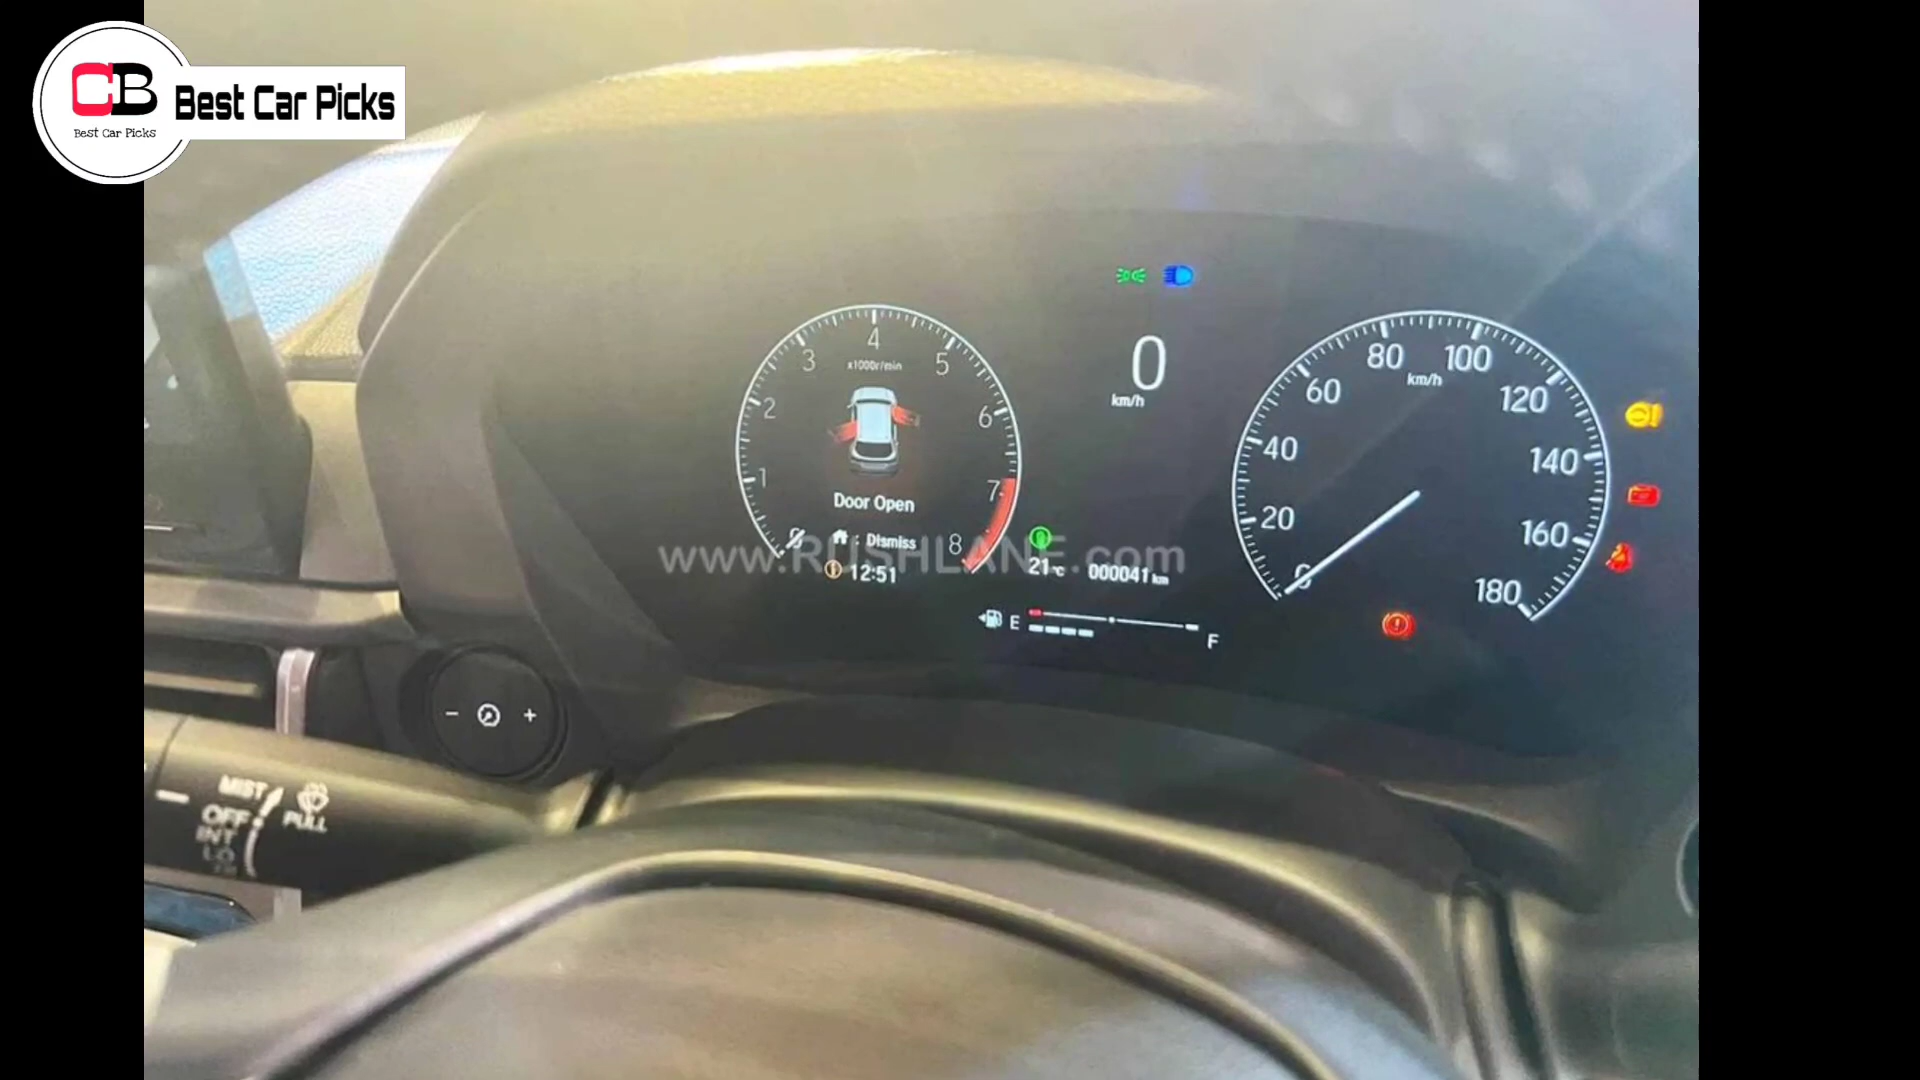 CB
Best Car Picks
Best Car Picks
4
3
5
x1000r/min
2
6
1
7
8
Door Open
: Dismiss
12:51
www.RUSHLANE.com
0
km/h
21°C
000041 km
E
F
80
100
km/h
60
120
40
140
20
160
180
- +
MIST
OFF
INT
LO
PULL